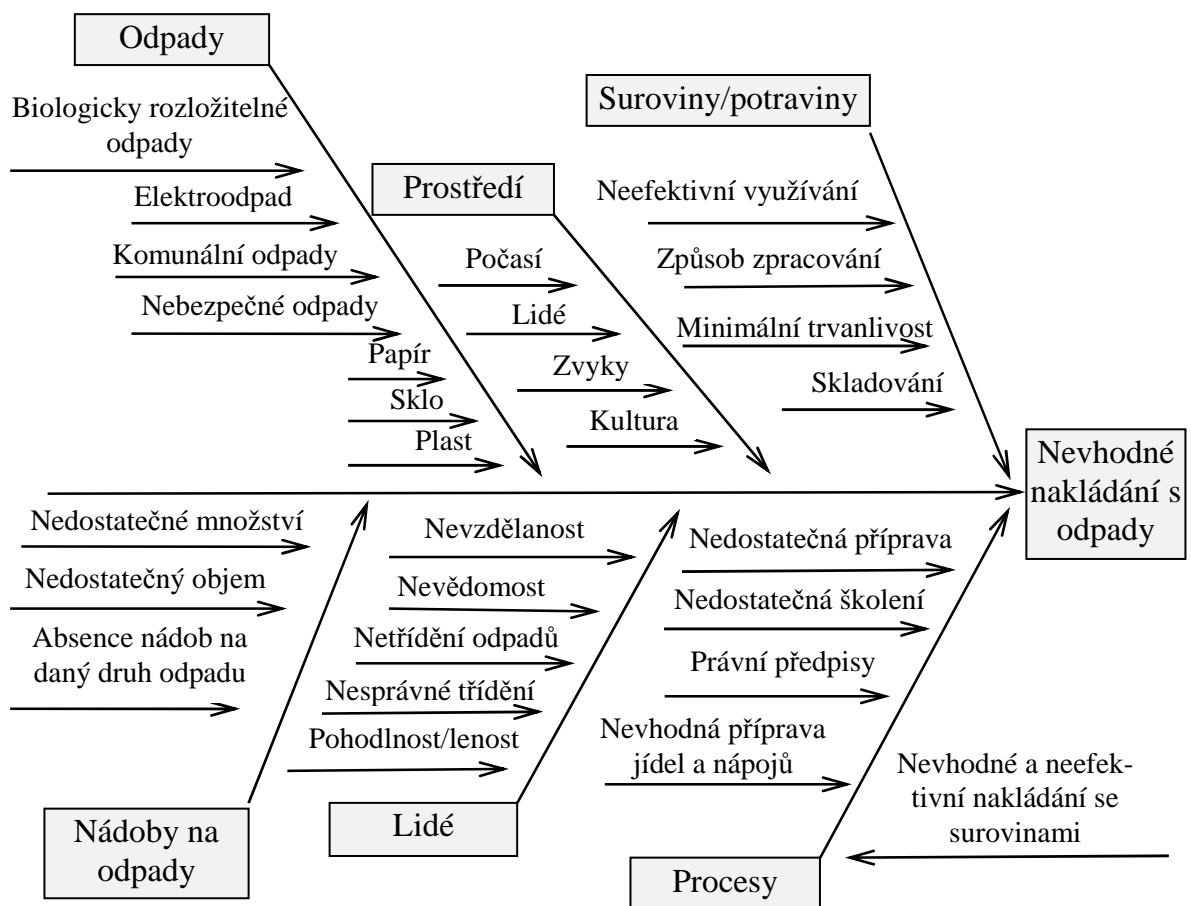 Odpady
Biologicky rozložitelné
odpady
Elektroodpad
Komunální odpady
Nebezpečné odpady
Papír
Sklo
Plast
Prostředí
Počasí
Lidé
Zvyky
Kultura
Suroviny/potraviny
Neefektivní využívání
Způsob zpracování
Minimální trvanlivost
Skladování
Nevhodné
nakládání s
odpady
Nedostatečné množství
Nedostatečný objem
Absence nádob na
daný druh odpadu
Nádoby na
odpady
Nevzdělanost
Nevědomost
Netřídění odpadů
Nesprávné třídění
Pohodlnost/lenost
Lidé
Nedostatečná příprava
Nedostatečná školení
Právní předpisy
Nevhodná příprava
jídel a nápojů
Procesy
Nevhodné a neefek-
tivní nakládání se
surovinami